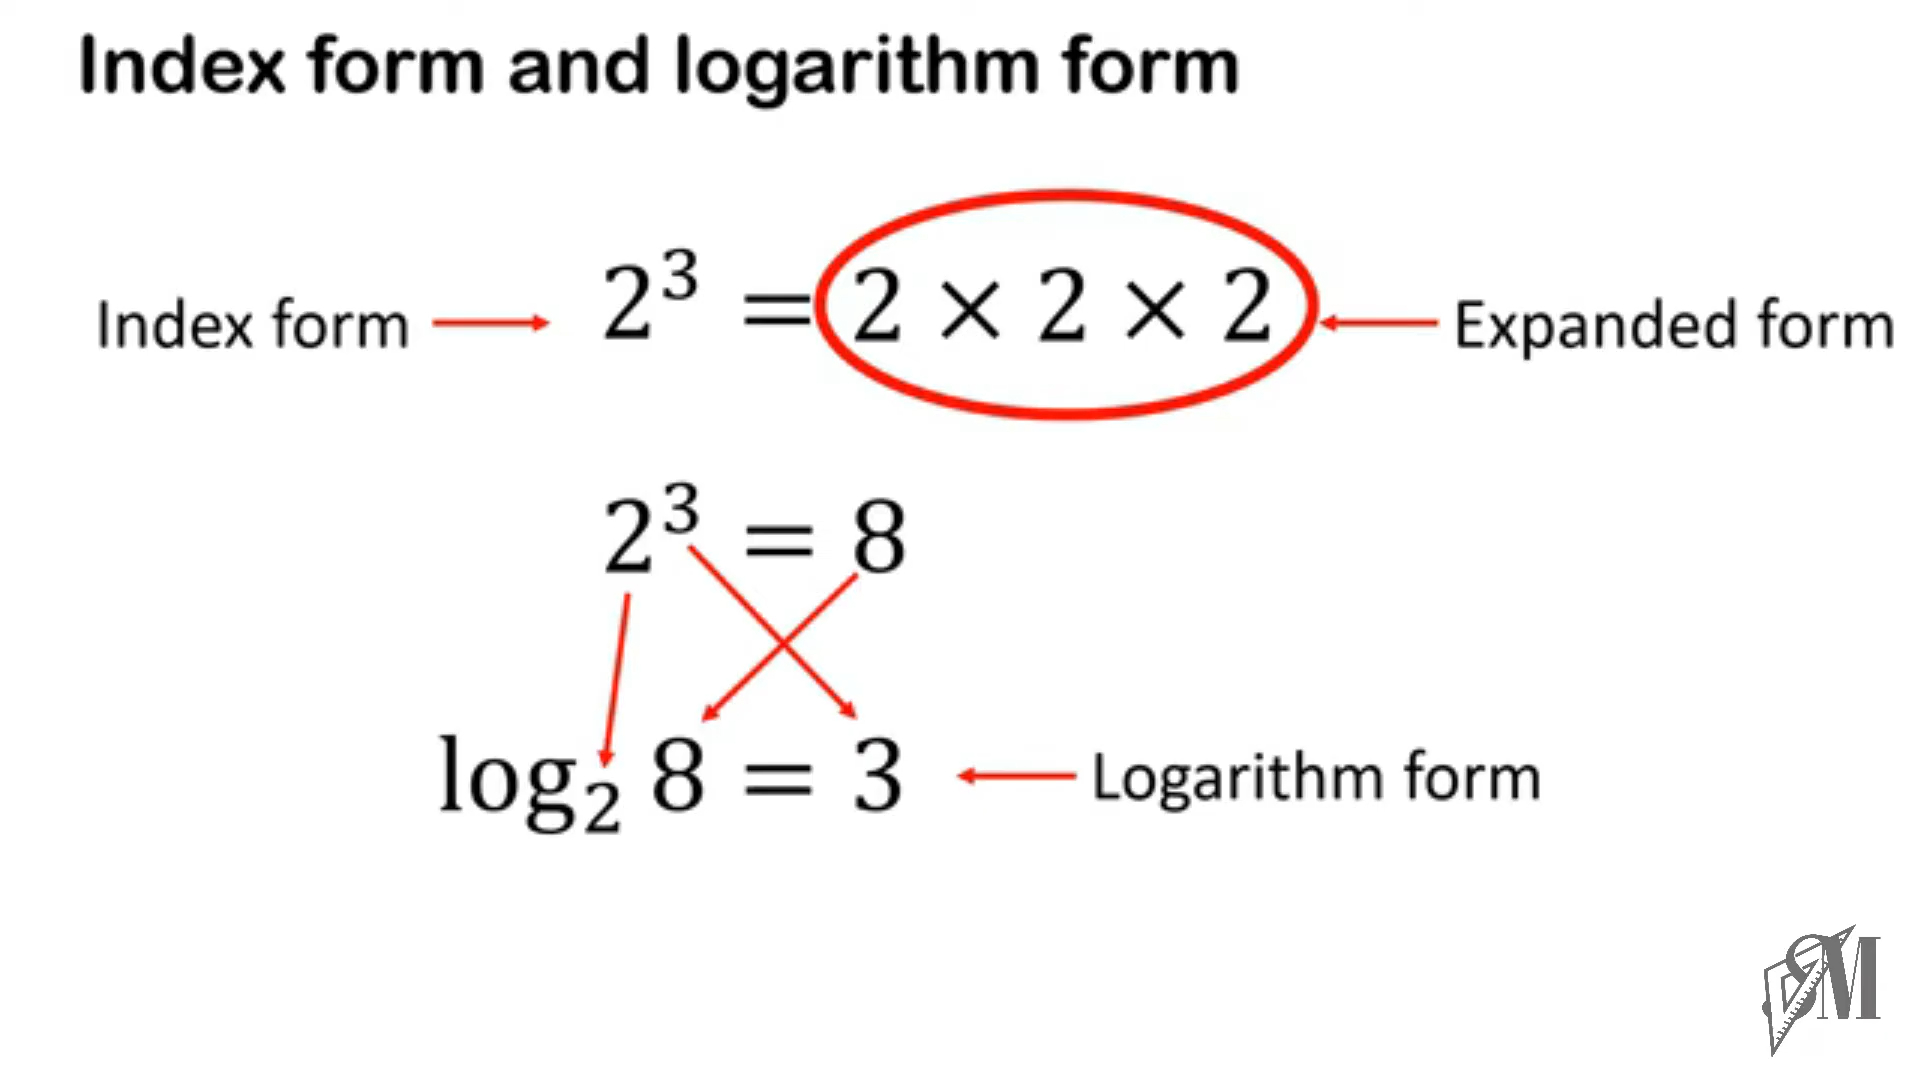 Index form and logarithm form
Index form → 2³ = 2 × 2 × 2 ← Expanded form
2³ = 8
log₂ 8 = 3 ← Logarithm form
SM